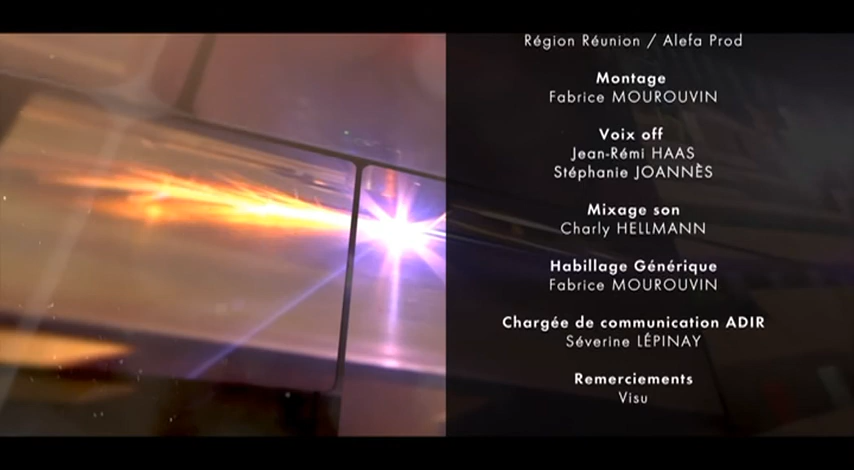 Région Réunion / Alefa Prod
Montage
Fabrice MOUROUVIN
Voix off
Jean-Rémi HAAS
Stéphanie JOANNÈS
Mixage son
Charly HELLMANN
Habillage Générique
Fabrice MOUROUVIN
Chargée de communication ADIR
Séverine LÉPINAY
Remerciements
Visu